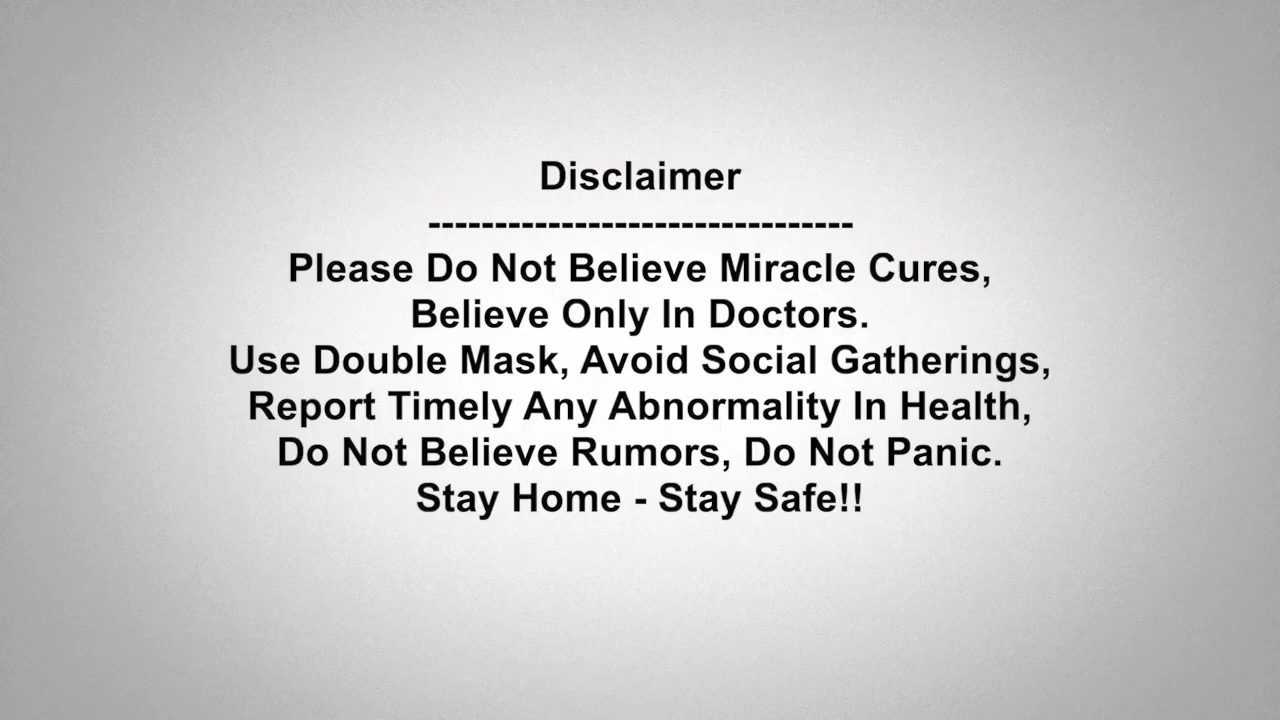 Disclaimer
--------------------------------
Please Do Not Believe Miracle Cures,
Believe Only In Doctors.
Use Double Mask, Avoid Social Gatherings,
Report Timely Any Abnormality In Health,
Do Not Believe Rumors, Do Not Panic.
Stay Home - Stay Safe!!